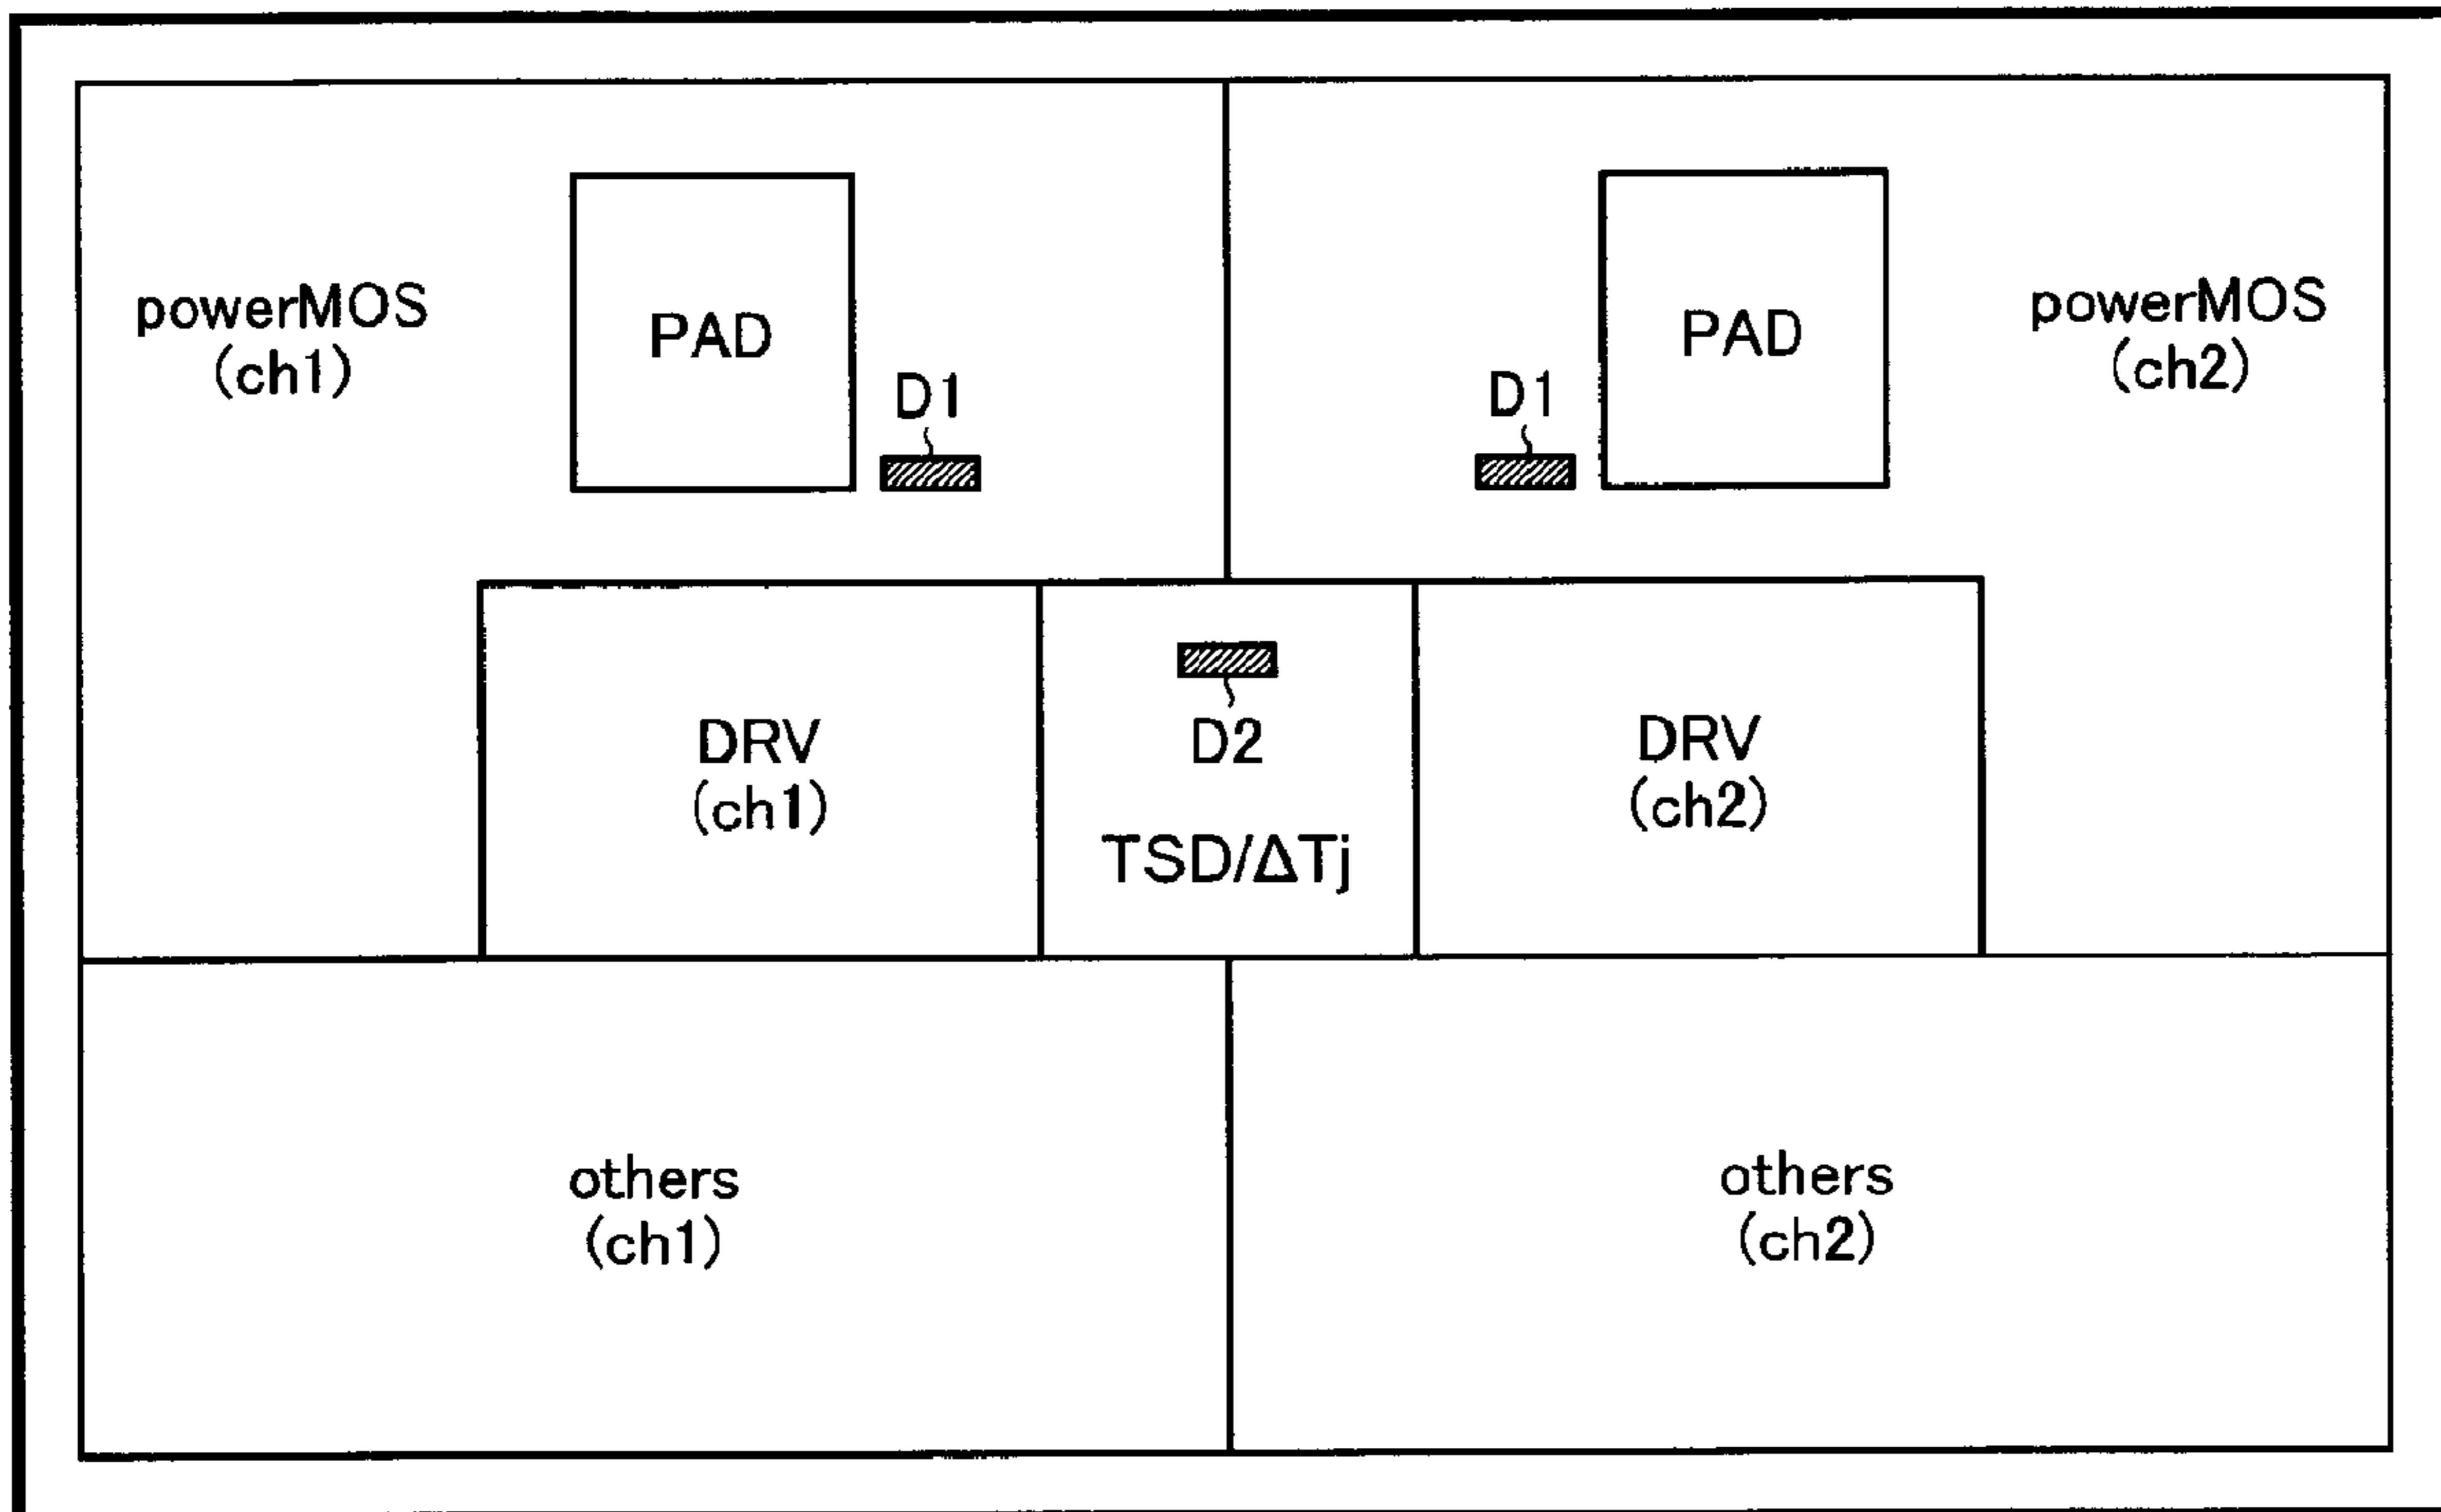 powerMOS
(ch1)
PAD
D1
D1
PAD
powerMOS
(ch2)
DRV
(ch1)
D2
TSD/ΔTj
DRV
(ch2)
others
(ch1)
others
(ch2)